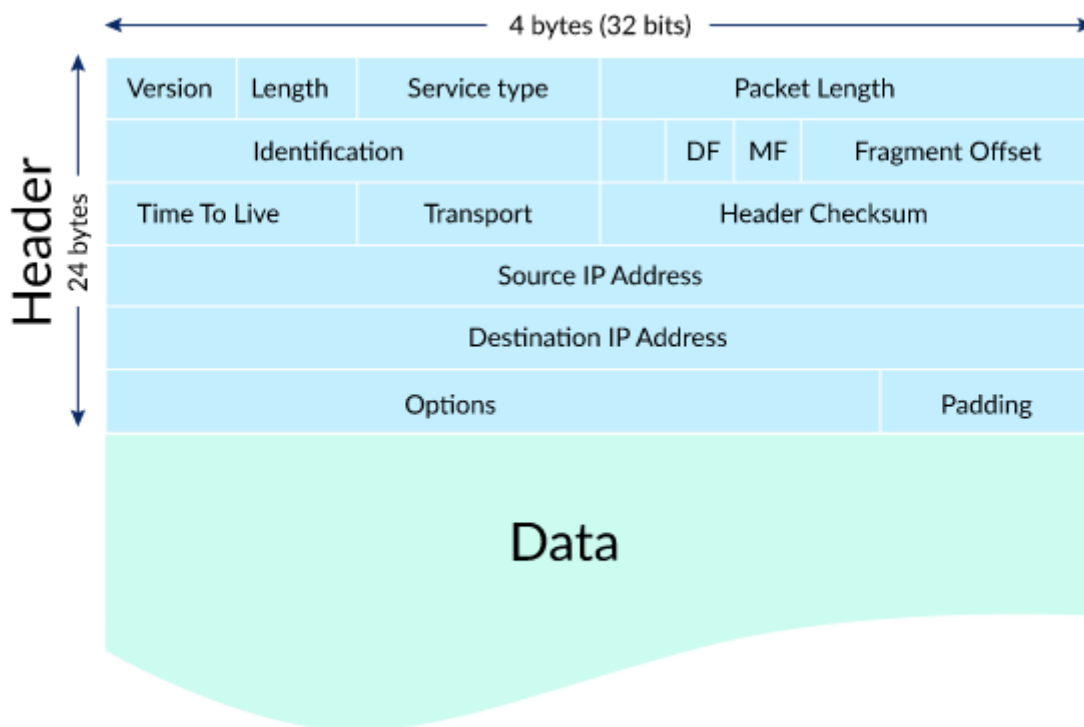 4 bytes (32 bits)
Version Length Service type Packet Length
Identification DF MF Fragment Offset
Time To Live Transport Header Checksum
Source IP Address
Destination IP Address
Options Padding
Header
24 bytes
Data